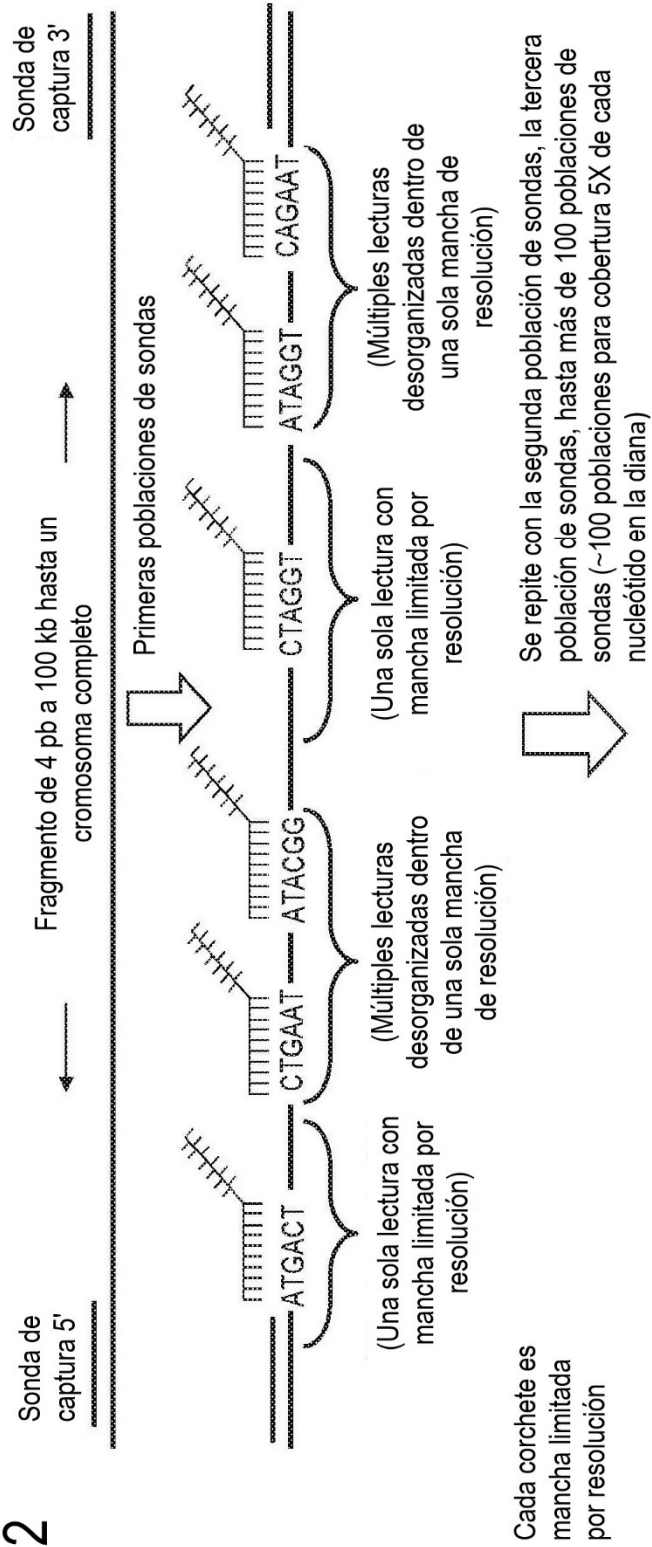 2
Sonda de
captura 5'
Fragmento de 4 pb a 100 kb hasta un
cromosoma completo
Sonda de
captura 3'
Primeras poblaciones de sondas
ATGACT
CTGAAT
ATACGG
CTAGGT
ATAGGT
CAGAAT
(Una sola lectura con
mancha limitada por
resolución)
(Múltiples lecturas
desorganizadas dentro
de una sola mancha
de resolución)
(Una sola lectura con
mancha limitada por
resolución)
(Múltiples lecturas
desorganizadas dentro de
una sola mancha de
resolución)
Cada corchete es
mancha limitada
por resolución
Se repite con la segunda población de sondas, la tercera
población de sondas, hasta más de 100 poblaciones de
sondas (~100 poblaciones para cobertura 5X de cada
nucleótido en la diana)